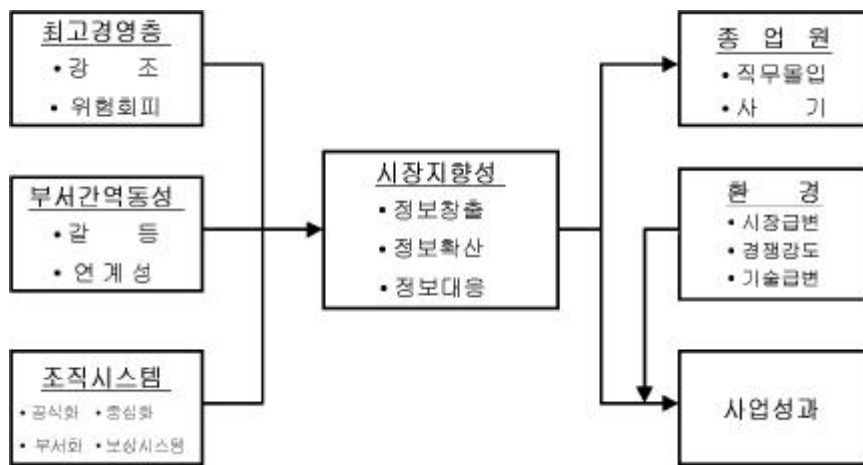 최고경영층
• 강 조
• 위험회피
부서간역동성
• 갈 등
• 연 계 성
조직시스템
• 공식화 • 중심화
• 부서화 • 보상시스템
시장지향성
• 정보창출
• 정보확산
• 정보대응
종 업 원
• 직무몰입
• 사 기
환 경
• 시장급변
• 경쟁강도
• 기술급변
사업성과